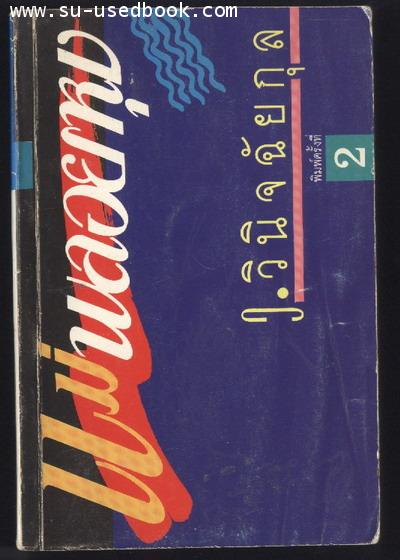 www.su-usedbook.com
แม่
พลอยหุง
ว.วินิจฉัยกุล
พิมพ์ครั้งที่
2